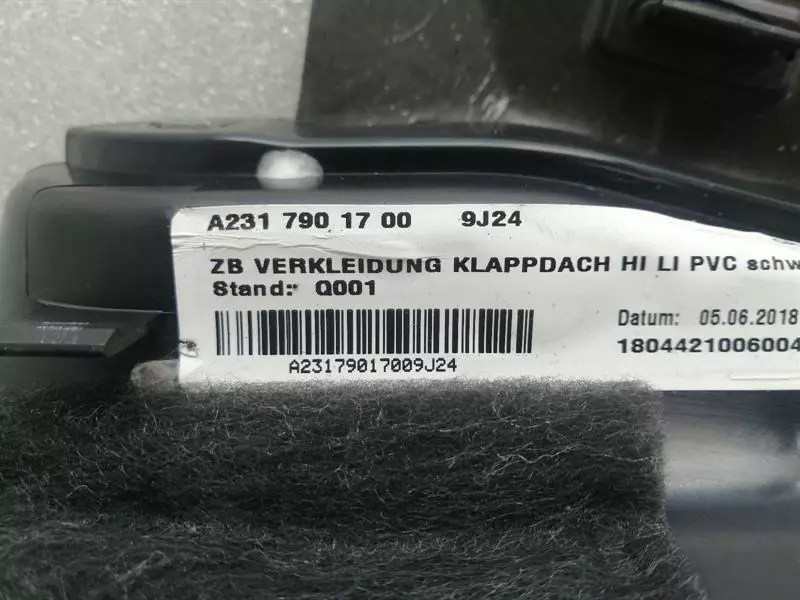 A231 790 17 00 9J24
ZB VERKLEIDUNG KLAPPDACH HI LI PVC schw
Stand: Q001
Datum: 05.06.2018
1804421006004
A23179017009J24